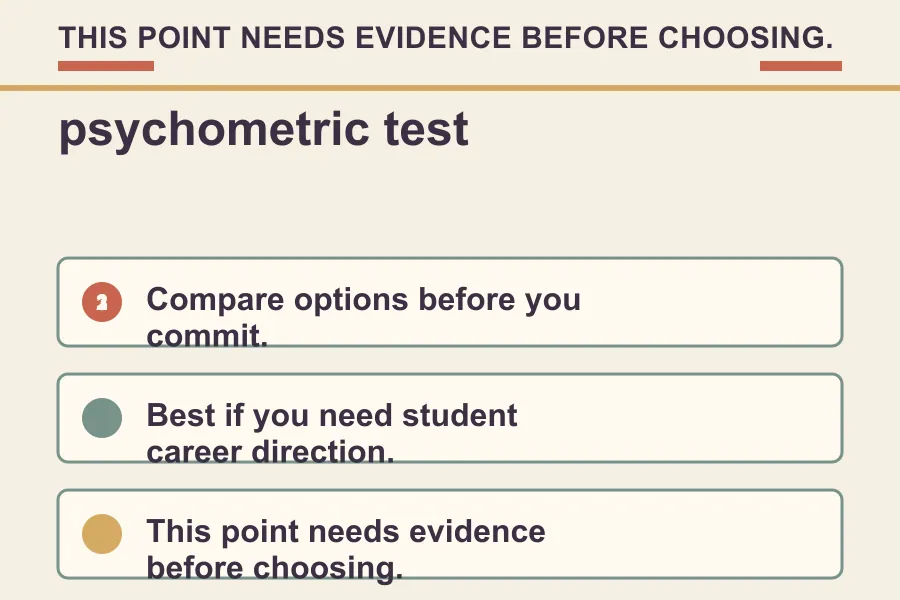 THIS POINT NEEDS EVIDENCE BEFORE CHOOSING.
psychometric test
Compare options before you
commit.
Best if you need student
career direction.
This point needs evidence
before choosing.